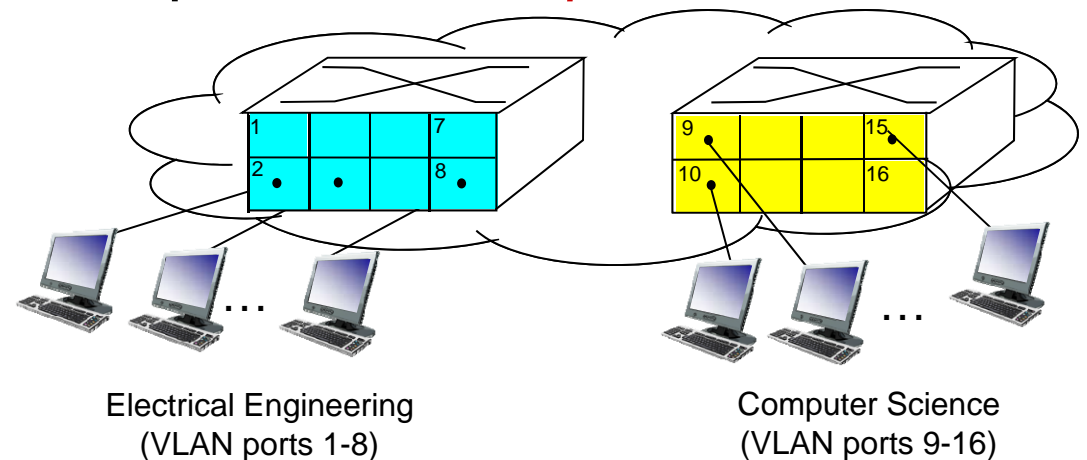 1
7
2
8
9
15
10
16
...
...
Electrical Engineering
(VLAN ports 1-8)
Computer Science
(VLAN ports 9-16)